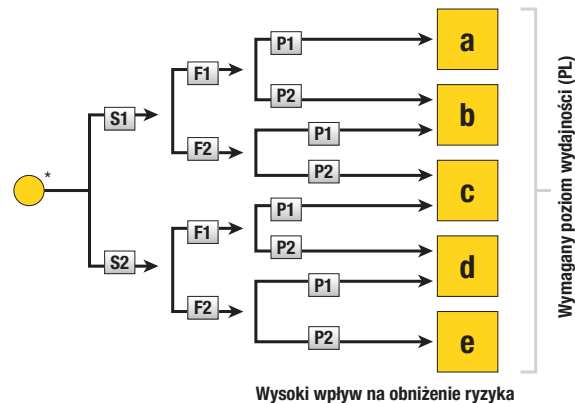 P1
a
F1
P2
b
S1
P1
F2
P2
c
*
P1
F1
P2
d
S2
P1
F2
P2
e
Wysoki wpływ na obniżenie ryzyka
Wymagany poziom wydajności (PL)